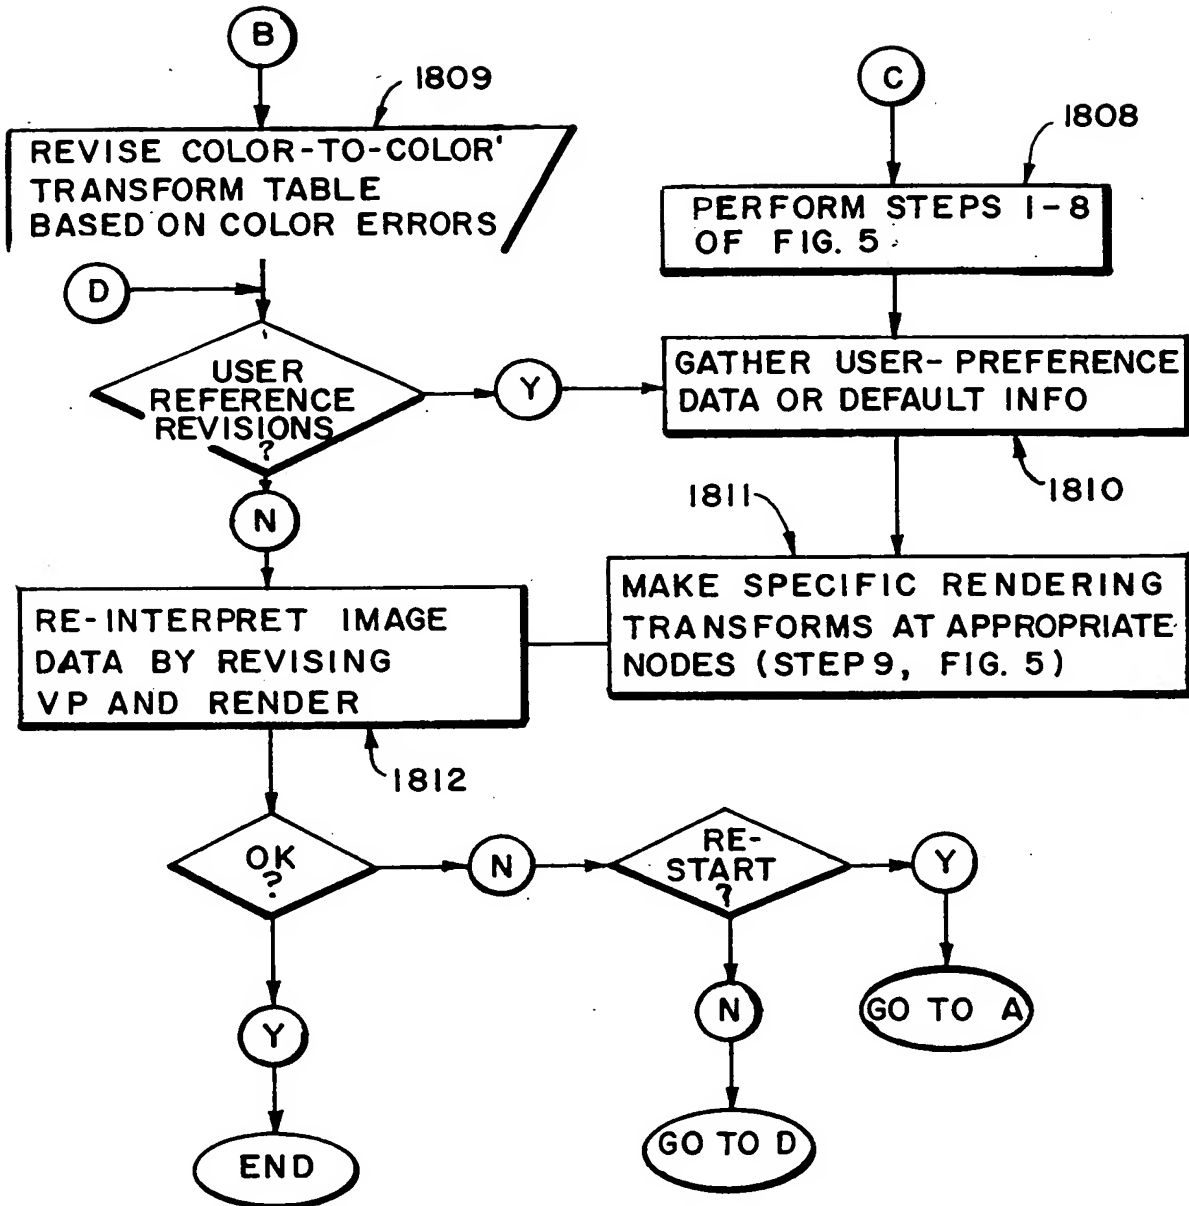 B
1809
REVISE COLOR-TO-COLOR'
TRANSFORM TABLE
BASED ON COLOR ERRORS
C
1808
PERFORM STEPS 1-8
OF FIG. 5
D
USER
REFERENCE
REVISIONS
?
Y
GATHER USER-PREFERENCE
DATA OR DEFAULT INFO
1810
N
1811
RE-INTERPRET IMAGE
DATA BY REVISING
VP AND RENDER
1812
MAKE SPECIFIC RENDERING
TRANSFORMS AT APPROPRIATE
NODES (STEP 9, FIG. 5)
OK
?
N
RE-
START
?
Y
GO TO A
Y
N
END
GO TO D